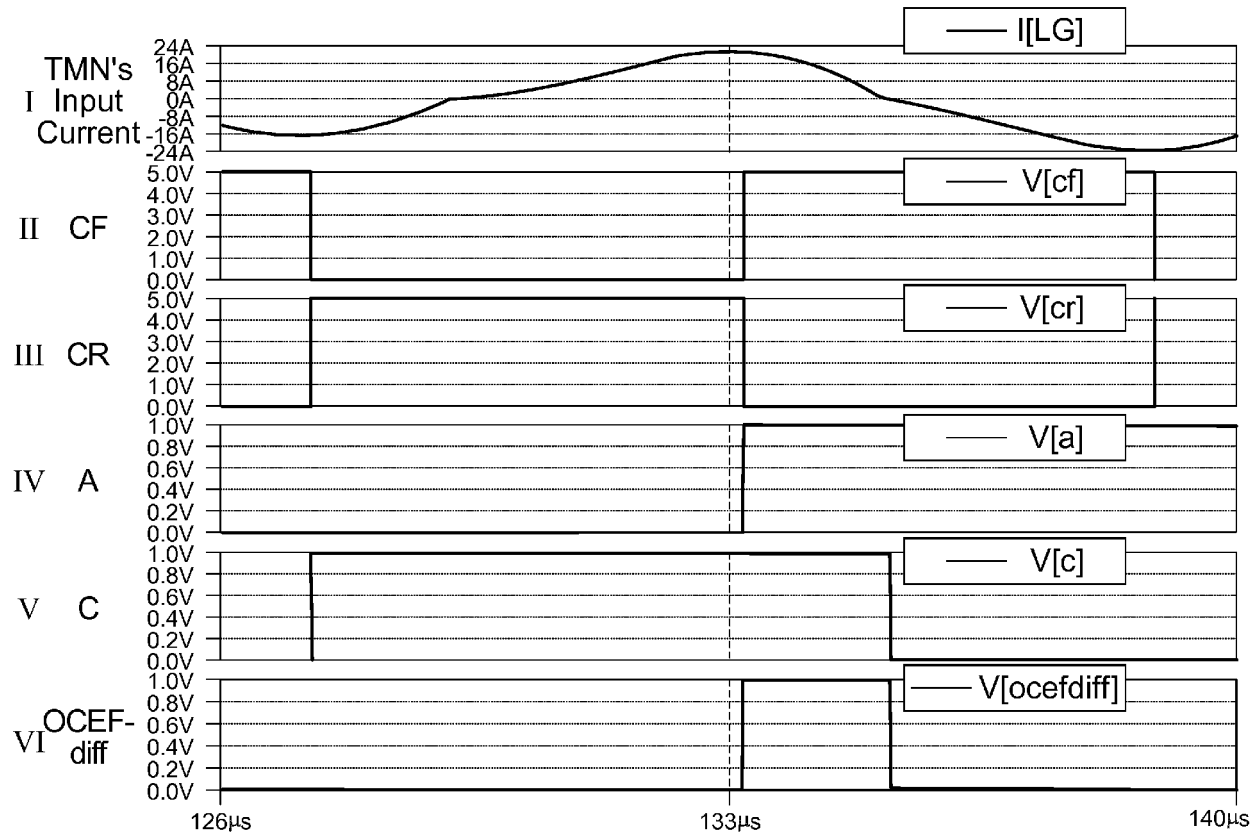 I[LG]
I TMN's Input Current
24A
16A
8A
0A
-8A
-16A
-24A
V[cf]
II CF
5.0V
4.0V
3.0V
2.0V
1.0V
0.0V
V[cr]
III CR
5.0V
4.0V
3.0V
2.0V
1.0V
0.0V
V[a]
IV A
1.0V
0.8V
0.6V
0.4V
0.2V
0.0V
V[c]
V C
1.0V
0.8V
0.6V
0.4V
0.2V
0.0V
V[ocefdiff]
VI OCEF-diff
1.0V
0.8V
0.6V
0.4V
0.2V
0.0V
126µs 133µs 140µs